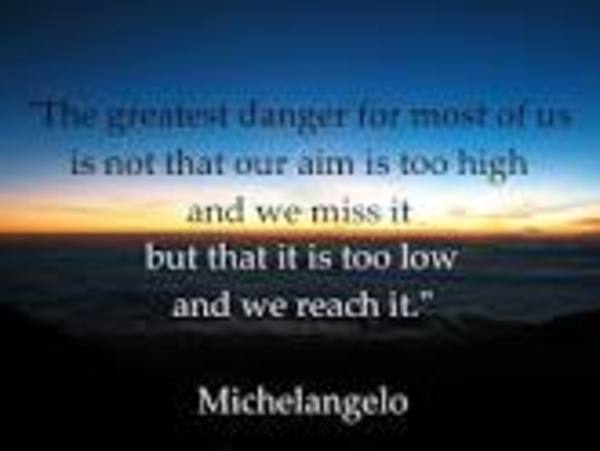 "The greatest danger for most of us
is not that our aim is too high
and we miss it
but that it is too low
and we reach it."
Michelangelo